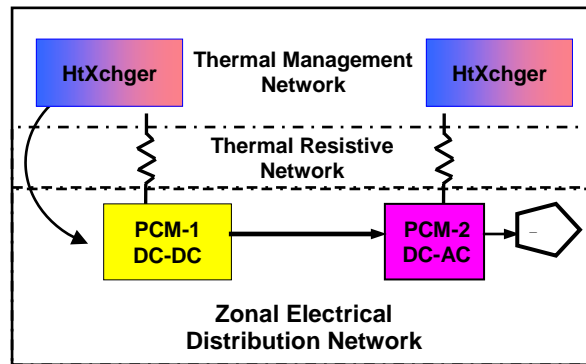 HtXchger
Thermal Management
Network
HtXchger
Thermal Resistive
Network
PCM-1
DC-DC
PCM-2
DC-AC
Zonal Electrical
Distribution Network